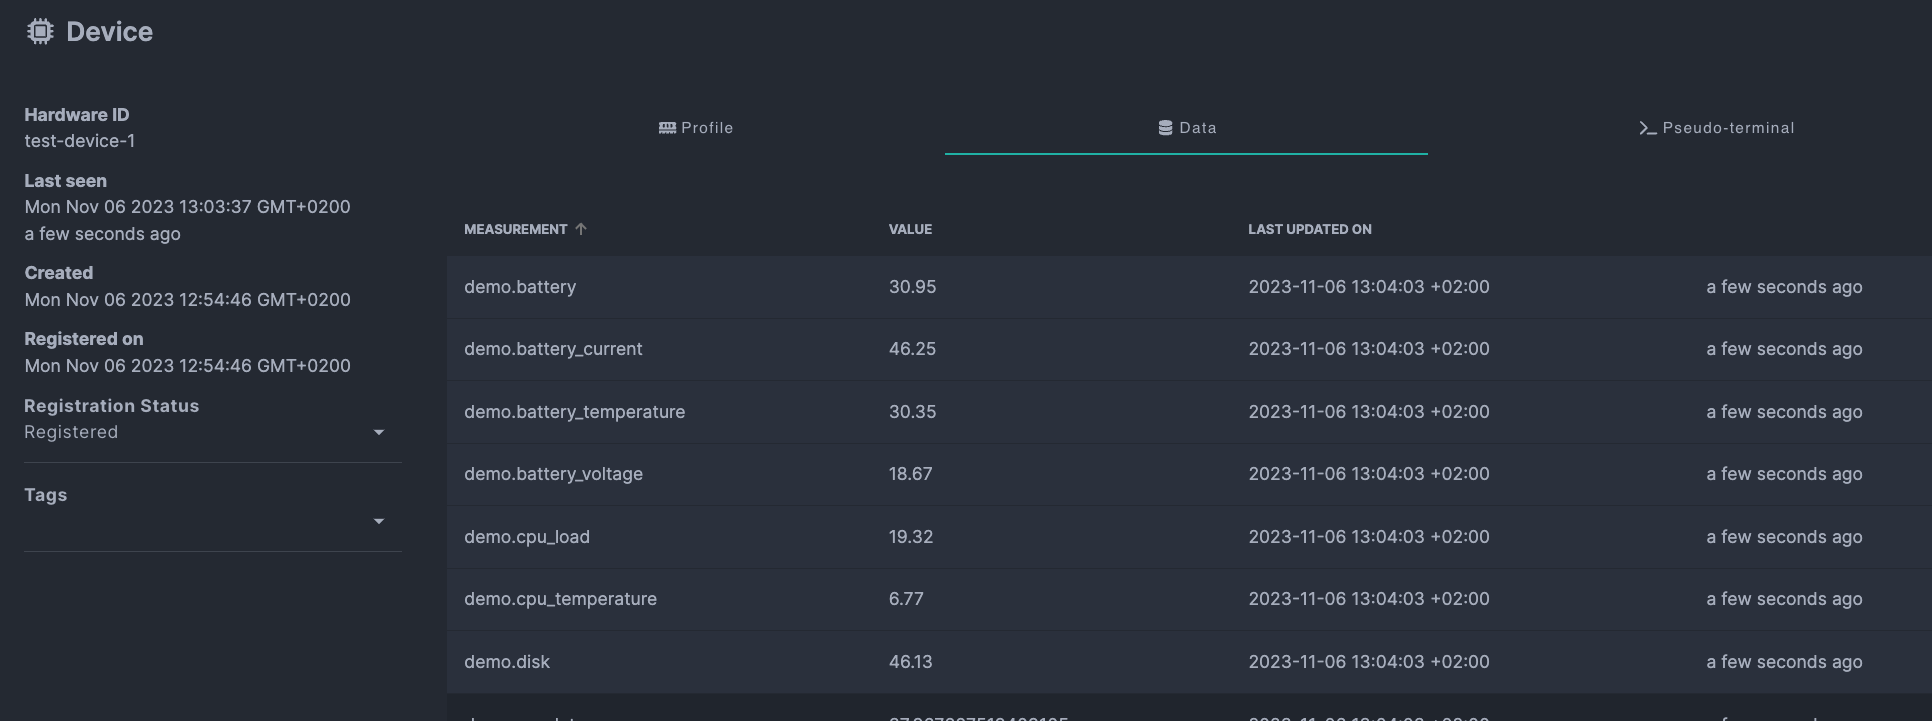 Device
Hardware ID
test-device-1
Last seen
Mon Nov 06 2023 13:03:37 GMT+0200
a few seconds ago
Created
Mon Nov 06 2023 12:54:46 GMT+0200
Registered on
Mon Nov 06 2023 12:54:46 GMT+0200
Registration Status
Registered
Tags
Profile Data Pseudo-terminal
MEASUREMENT VALUE LAST UPDATED ON
demo.battery 30.95 2023-11-06 13:04:03 +02:00 a few seconds ago
demo.battery_current 46.25 2023-11-06 13:04:03 +02:00 a few seconds ago
demo.battery_temperature 30.35 2023-11-06 13:04:03 +02:00 a few seconds ago
demo.battery_voltage 18.67 2023-11-06 13:04:03 +02:00 a few seconds ago
demo.cpu_load 19.32 2023-11-06 13:04:03 +02:00 a few seconds ago
demo.cpu_temperature 6.77 2023-11-06 13:04:03 +02:00 a few seconds ago
demo.disk 46.13 2023-11-06 13:04:03 +02:00 a few seconds ago